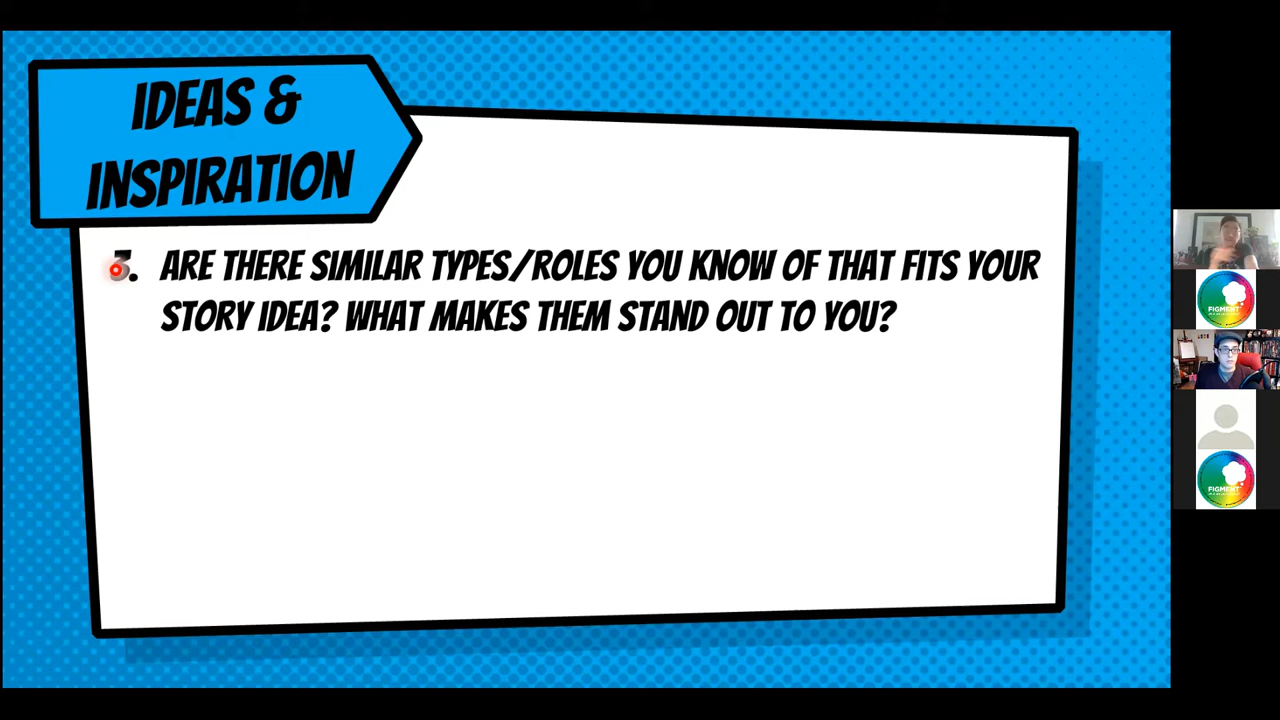 IDEAS &
INSPIRATION
3. ARE THERE SIMILAR TYPES/ROLES YOU KNOW OF THAT FITS YOUR
STORY IDEA? WHAT MAKES THEM STAND OUT TO YOU?
FIGMENT
FIGMENT